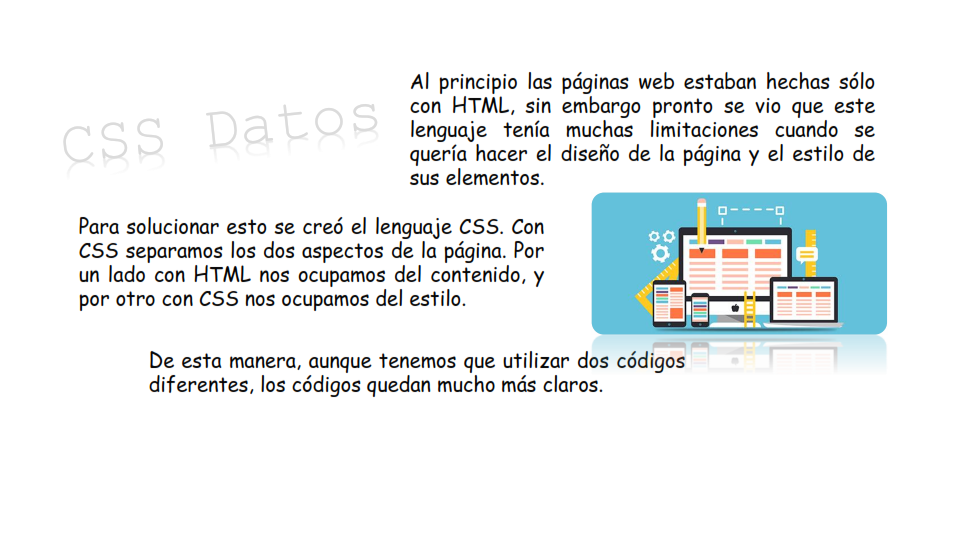 CSS Datos
Al principio las páginas web estaban hechas sólo
con HTML, sin embargo pronto se vio que este
lenguaje tenía muchas limitaciones cuando se
quería hacer el diseño de la página y el estilo de
sus elementos.
Para solucionar esto se creó el lenguaje CSS. Con
CSS separamos los dos aspectos de la página. Por
un lado con HTML nos ocupamos del contenido, y
por otro con CSS nos ocupamos del estilo.
De esta manera, aunque tenemos que utilizar dos códigos
diferentes, los códigos quedan mucho más claros.